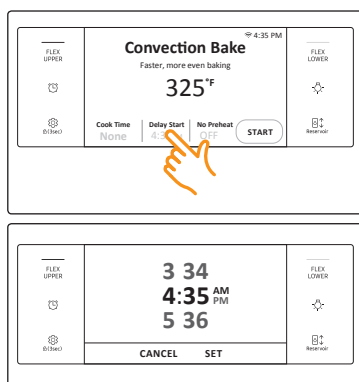 4:35 PM
FLEX
UPPER
Convection Bake
FLEX
LOWER
Faster, more even baking
325°F
Cook Time
Delay Start
No Preheat
None
OFF
START
(3sec)
Reservoir
FLEX
UPPER
3 34
FLEX
LOWER
4:35 AM
PM
5 36
(3sec)
Reservoir
CANCEL SET